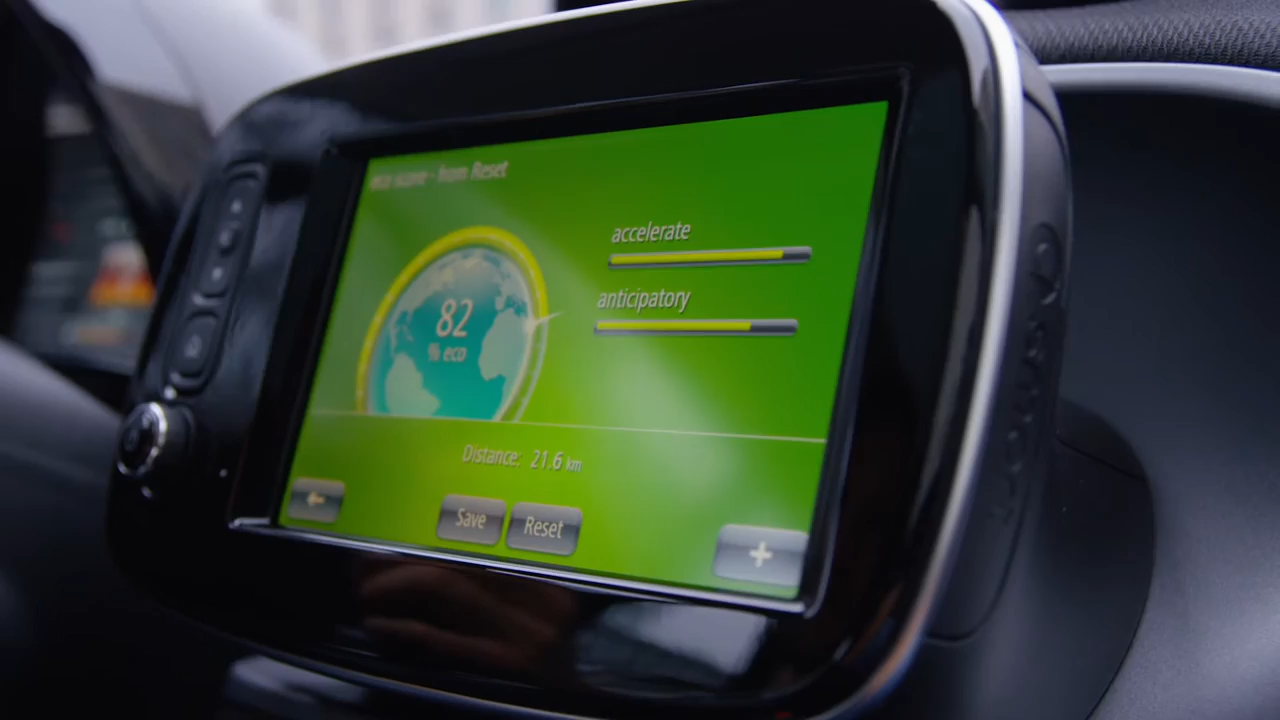 eco score - from Reset
accelerate
anticipatory
82
% eco
Distance: 21.6 km
Save
Reset